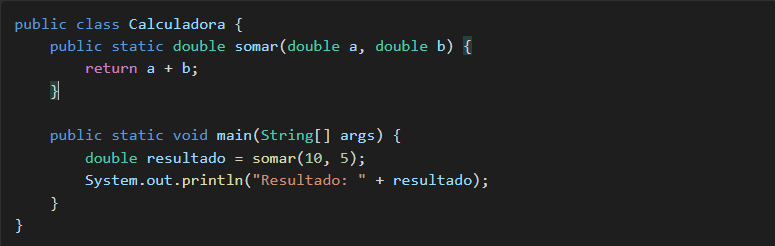 public class Calculadora {
    public static double somar(double a, double b) {
        return a + b;
    }
    public static void main(String[] args) {
        double resultado = somar(10, 5);
        System.out.println("Resultado: " + resultado);
    }
}